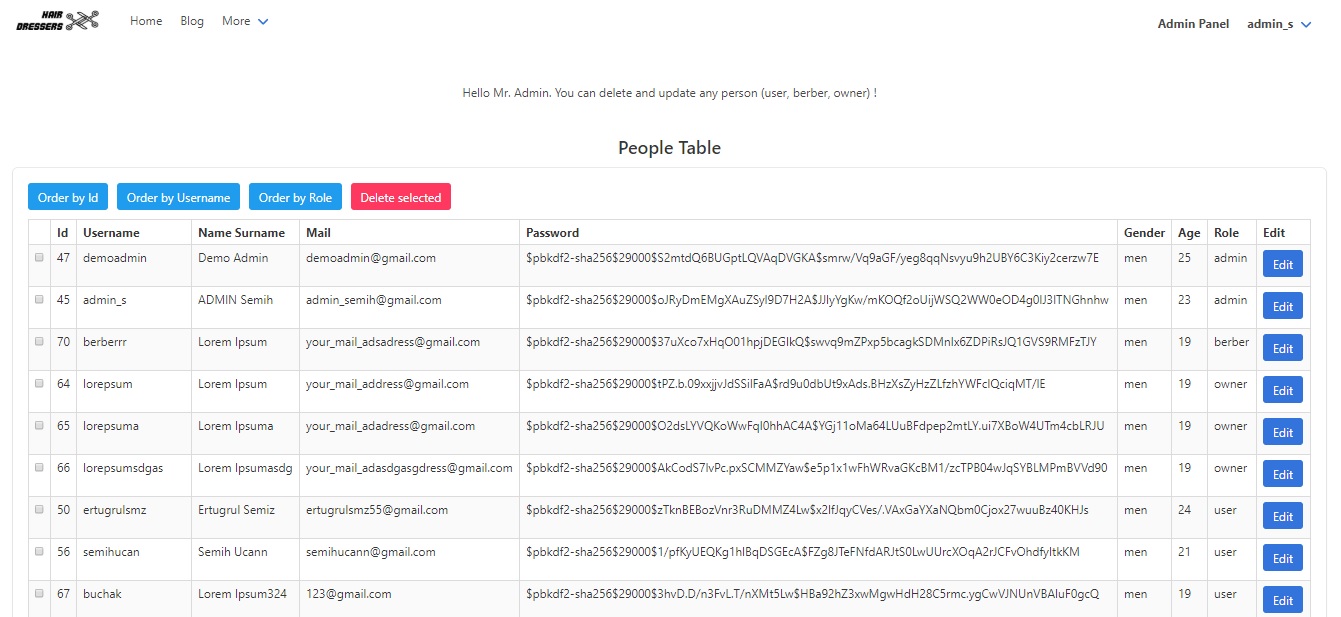 HAIR
DRESSERS
Home Blog More
Admin Panel admin_s
Hello Mr. Admin. You can delete and update any person (user, berber, owner) !
People Table
Order by Id Order by Username Order by Role Delete selected
Id Username Name Surname Mail Password Gender Age Role Edit
47 demoadmin Demo Admin demoadmin@gmail.com $pbkdf2-sha256$29000$S2mtdQ6BUGptLQVAqDVGKA$smrw/Vq9aGF/yeg8qqNsvyu9h2UBY6C3Kiy2cerzw7E men 25 admin Edit
45 admin_s ADMIN Semih admin_semih@gmail.com $pbkdf2-sha256$29000$oJRyDmEMgXAuZSyl9D7H2A$JJlyYgKw/mKOQf2oUijWSQ2WW0eOD4g0lJ3ITNGhnhw men 23 admin Edit
70 berberrr Lorem Ipsum your_mail_adsadress@gmail.com $pbkdf2-sha256$29000$37uXco7xHqO01hpjDEGIkQ$swvq9mZPxp5bcagkSDMnIx6ZDPiRsJQ1GVS9RMFzTJY men 19 berber Edit
64 lorepsum Lorem Ipsum your_mail_address@gmail.com $pbkdf2-sha256$29000$tPZ.b.09xxjjvJdSSilFaA$rd9u0dbUt9xAds.BHzXsZyHzZLfzhYWFclQciqMT/IE men 19 owner Edit
65 lorepsuma Lorem Ipsuma your_mail_adadress@gmail.com $pbkdf2-sha256$29000$O2dsLYVQKoWwFqI0hhAC4A$YGj11oMa64LUuBFdpep2mtLY.ui7XBoW4UTm4cbLRJU men 19 owner Edit
66 lorepsumsdgas Lorem Ipsumasdg your_mail_adasdgasgdress@gmail.com $pbkdf2-sha256$29000$AkCodS7lvPc.pxSCMMZYaw$e5p1x1wFhWRvaGKcBM1/zcTPB04wJqSYBLMPmBVVd90 men 19 owner Edit
50 ertugrulsmz Ertugrul Semiz ertugrulsmz55@gmail.com $pbkdf2-sha256$29000$zTknBEBozVnr3RuDMMZ4Lw$x2lfJqyCVes/.VAxGaYXaNQbm0Cjox27wuuBz40KHJs men 24 user Edit
56 semihucan Semih Ucann semihucann@gmail.com $pbkdf2-sha256$29000$1/pfKyUEQKg1hlBqDSGEcA$FZg8JTeFNfdARJtS0LwUUrcXOqA2rJCFvOhdfyItkKM men 21 user Edit
67 buchak Lorem Ipsum324 123@gmail.com $pbkdf2-sha256$29000$3hvD.D/n3FvL.T/nXMt5Lw$HBa92hZ3xwMgwHdH28C5rmc.ygCwVJNUnVBAIuF0gcQ men 19 user Edit